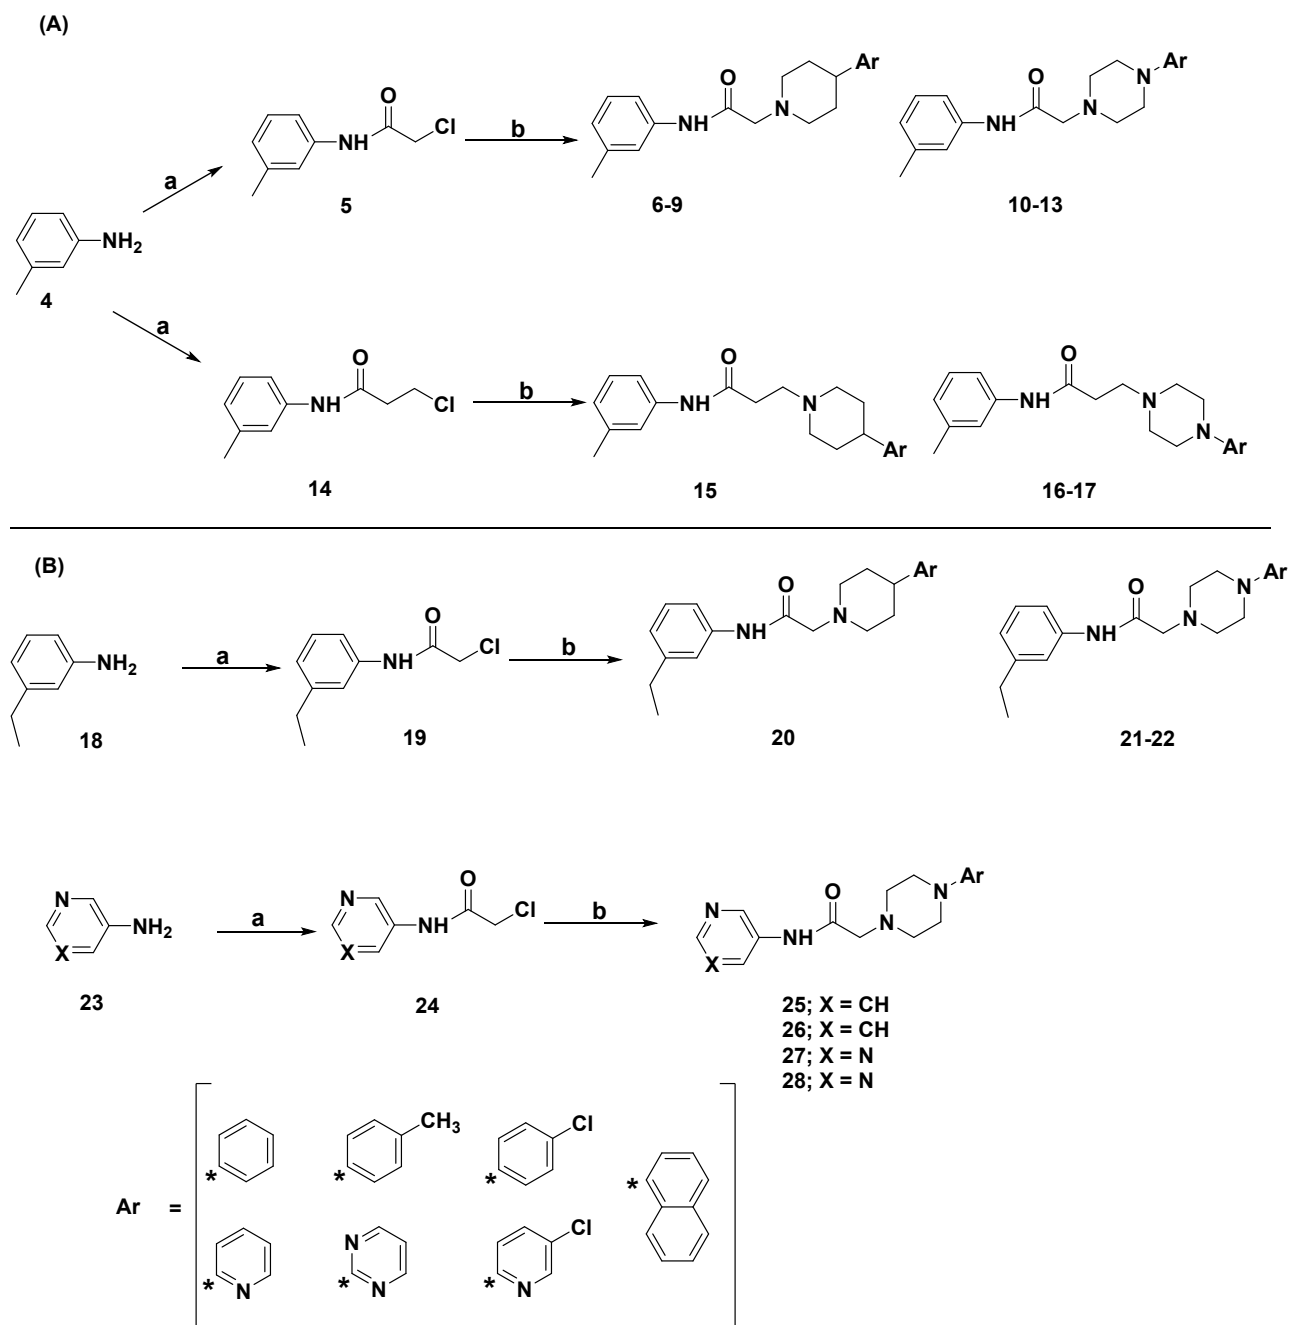 (A)
O
NH
Cl
5
a
b
O
NH
N
Ar
6-9
O
NH
N
N
Ar
10-13
NH2
4
a
O
NH
Cl
14
b
O
NH
N
Ar
15
O
NH
N
N
Ar
16-17
(B)
NH2
18
a
O
NH
Cl
19
b
O
NH
N
Ar
20
O
NH
N
N
Ar
21-22
N
X
NH2
23
a
N
X
O
NH
Cl
24
b
N
X
O
NH
N
N
Ar
25; X = CH
26; X = CH
27; X = N
28; X = N
Ar =
*
* CH3
* Cl
*
* N
* N N
* N Cl